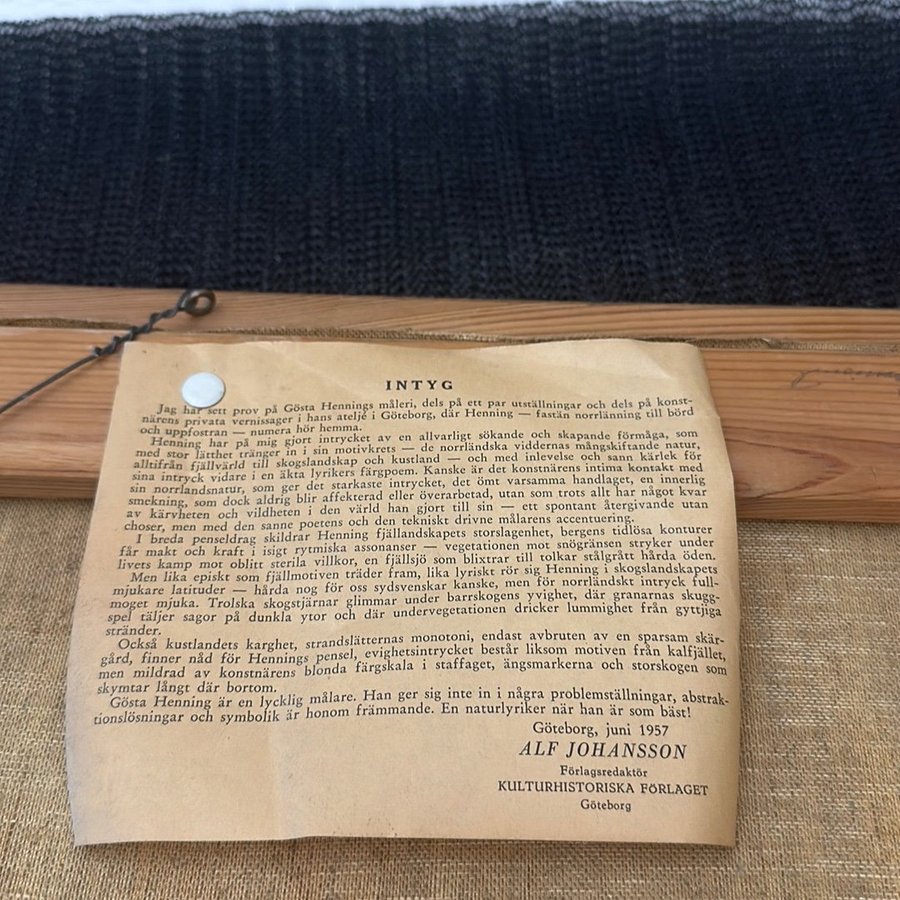 INTYG
Jag har sett prov på Gösta Hennings måleri, dels på ett par utställningar och dels på konst-
närens privata vernissager i hans ateljé i Göteborg, där Henning — fastän norrlänning till börd
och uppfostran — numera hör hemma.
Henning har på mig gjort intrycket av en allvarligt sökande och skapande förmåga, som
med stor lätthet tränger in i sin motivkrets — de norrländska viddernas mångskiftande natur,
alltifrån fjällvärld till skogslandskap och kustland — och med inlevelse och sann kärlek för
sina intryck vidare i en äkta lyrikers färgpoem. Kanske är det konstnärens intima kontakt med
sin norrlandsnatur, som ger det starkaste intrycket, det ömt varsamma handlaget, en innerlig
smekning, som dock aldrig blir affekterad eller överarbetad, utan som trots allt har något kvar
av kärvheten och vildheten i den värld han gjort till sin — ett spontant återgivande utan
choser, men med den sanne poetens och den tekniskt drivne målarens accentuering.
I breda penseldrag skildrar Henning fjällandskapets storslagenhet, bergens tidlösa konturer
får makt och kraft i isigt rytmiska assonanser — vegetationen mot snögränsen stryker under
livets kamp mot oblitt sterila villkor, en fjällsjö som blixtrar till tolkar stålgrått hårda öden.
Men lika episkt som fjällmotiven träder fram, lika lyriskt rör sig Henning i skogslandskapets
mjukare latituder — hårda nog för oss sydsvenskar kanske, men för norrländskt intryck full-
moget mjuka. Trolska skogstjärnar glimmar under barrskogens yvighet, där granarnas skugg-
spel täljer sagor på dunkla ytor och där undervegetationen dricker lummighet från gyttjiga
stränder.
Också kustlandets karghet, strandslätternas monotoni, endast avbruten av en sparsam skär-
gård, finner nåd för Hennings pensel, evighetsintrycket består liksom motiven från kalfjället,
men mildrad av konstnärens blonda färgskala i staffaget, ängsmarkerna och storskogen som
skymtar långt där bortom.
Gösta Henning är en lycklig målare. Han ger sig inte in i några problemställningar, abstrak-
tionslösningar och symbolik är honom främmande. En naturlyriker när han är som bäst!
Göteborg, juni 1957
ALF JOHANSSON
Förlagsredaktör
KULTURHISTORISKA FÖRLAGET
Göteborg